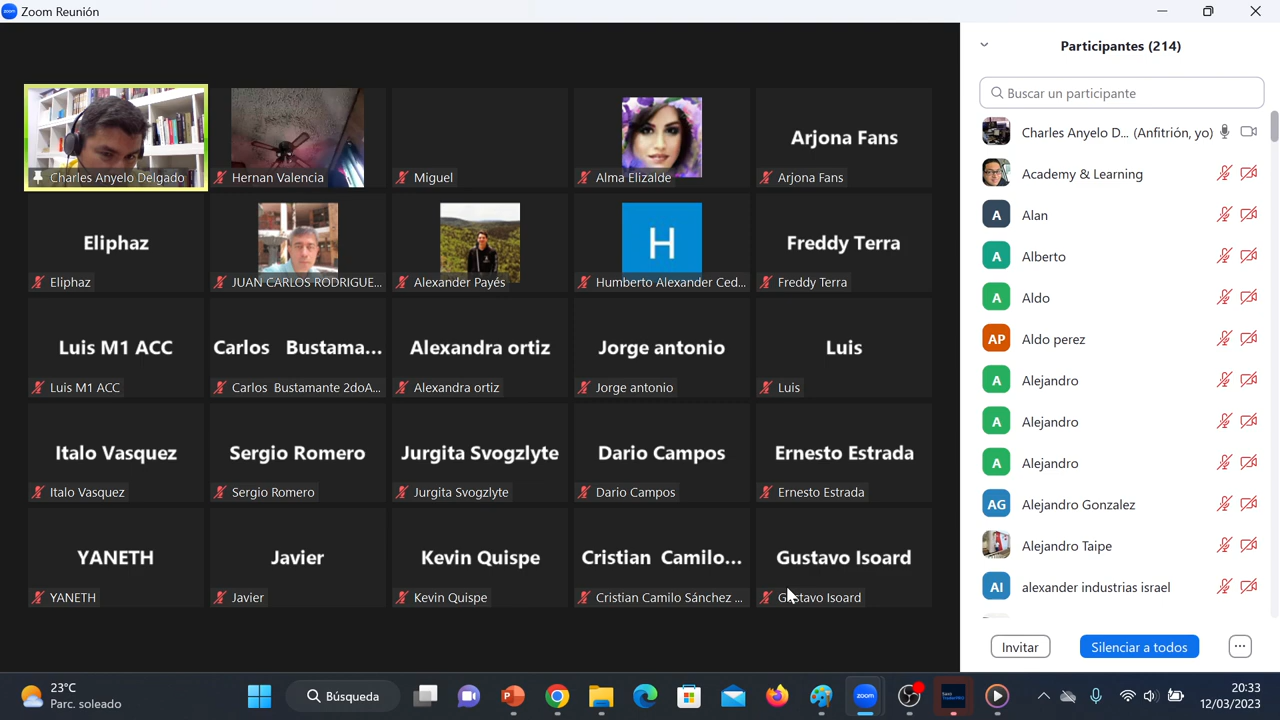 Zoom Reunión
Charles Anyelo Delgado
Hernan Valencia
Miguel
Alma Elizalde
Arjona Fans
Arjona Fans
Eliphaz
Eliphaz
JUAN CARLOS RODRIGUE...
Alexander Payés
H
Humberto Alexander Ced...
Freddy Terra
Freddy Terra
Luis M1 ACC
Luis M1 ACC
Carlos Bustama...
Carlos Bustamante 2doA...
Alexandra ortiz
Alexandra ortiz
Jorge antonio
Jorge antonio
Luis
Luis
Italo Vasquez
Italo Vasquez
Sergio Romero
Sergio Romero
Jurgita Svogzlyte
Jurgita Svogzlyte
Dario Campos
Dario Campos
Ernesto Estrada
Ernesto Estrada
YANETH
YANETH
Javier
Javier
Kevin Quispe
Kevin Quispe
Cristian Camilo...
Cristian Camilo Sánchez ...
Gustavo Isoard
Gustavo Isoard
Participantes (214)
Buscar un participante
Charles Anyelo D... (Anfitrión, yo)
Academy & Learning
A Alan
A Alberto
A Aldo
AP Aldo perez
A Alejandro
A Alejandro
A Alejandro
AG Alejandro Gonzalez
Alejandro Taipe
AI alexander industrias israel
Invitar
Silenciar a todos
23°C
Parc. soleado
Búsqueda
zoom
20:33
12/03/2023